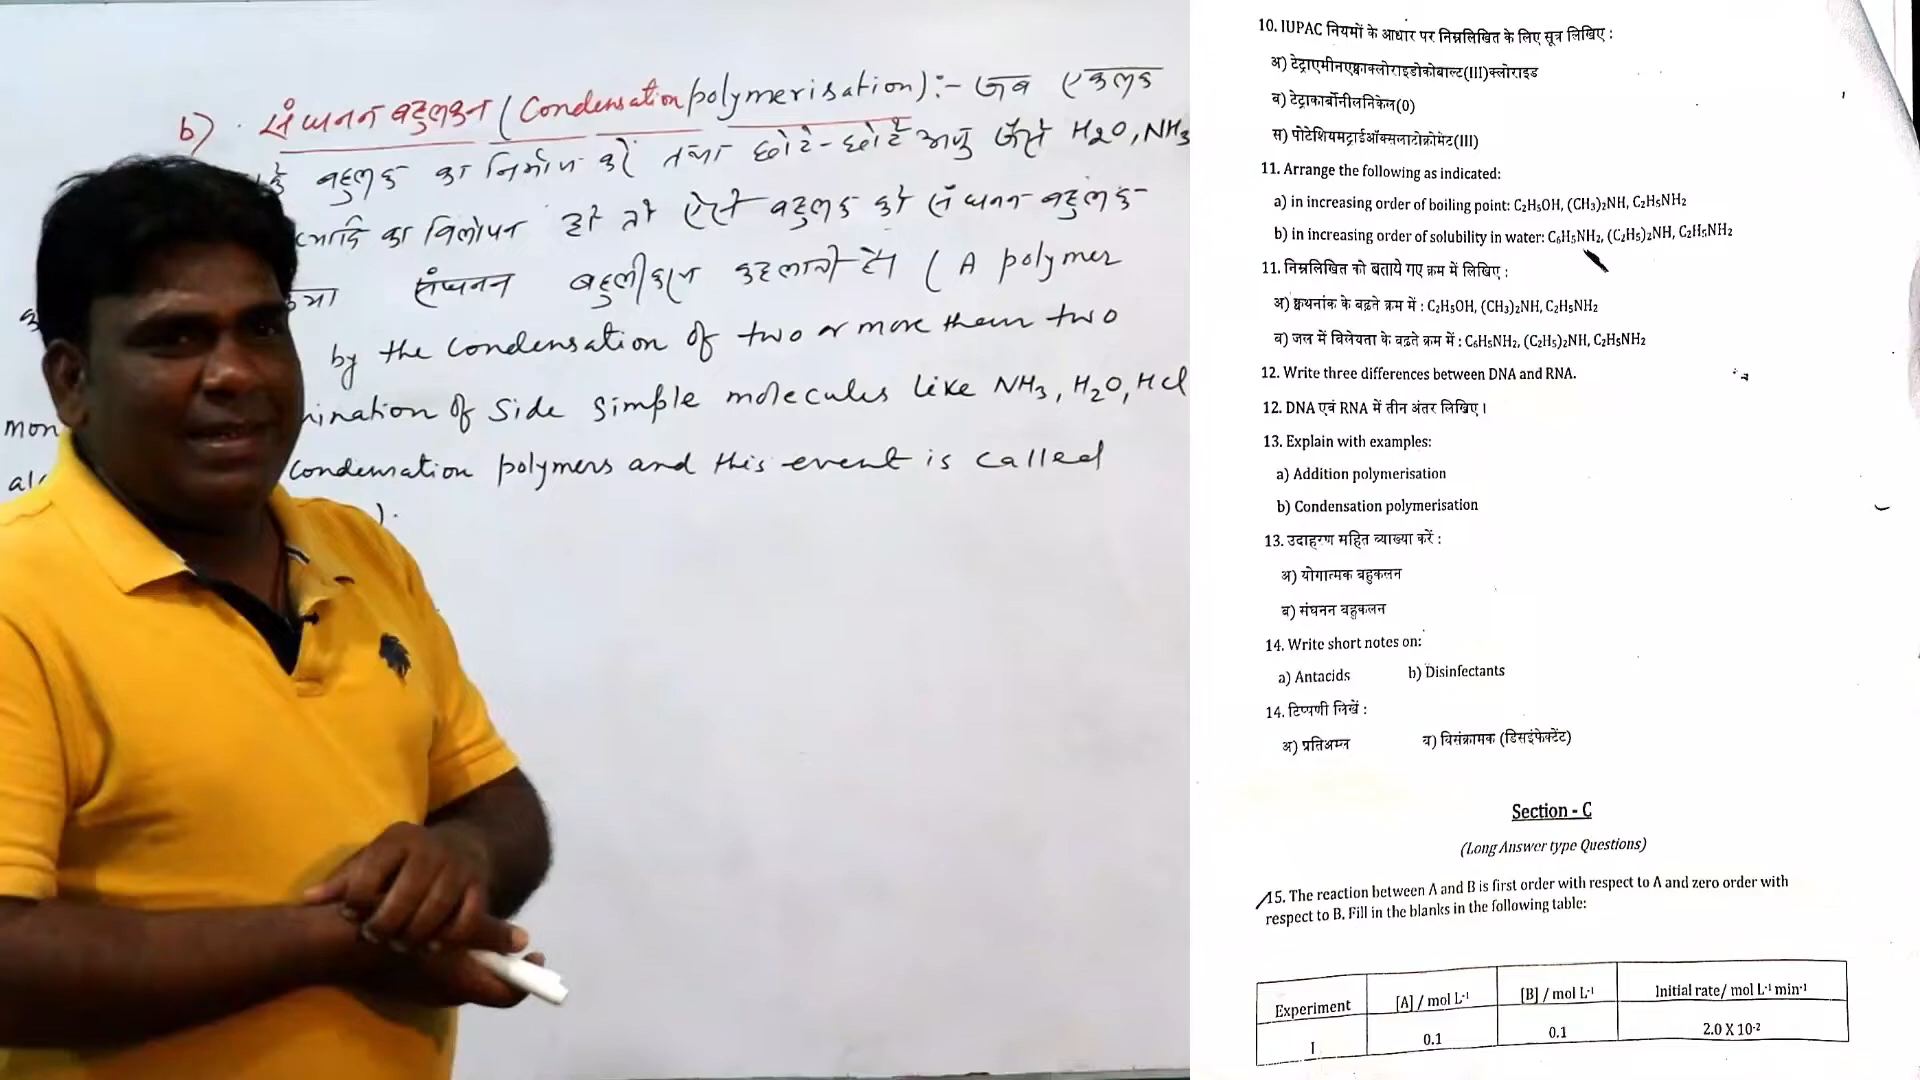 b) संघनन बहुलकन (Condensation polymerisation):- जब एकलक
बहुलक का निर्माण करें तथा छोटे-छोटे अणु जैसे H2O, NH3
का विलोपन हो तो ऐसे बहुलक को संघनन बहुलक
संघनन बहुलीकरण कहलाती है। (A polymer
by the condensation of two or more them two
mination of side simple molecules like NH3, H2O, HCl
mon
condensation polymers and this event is called
).
10. IUPAC नियमों के आधार पर निम्नलिखित के लिए सूत्र लिखिए :
अ) टेट्राएमीनएक्वाक्लोराइडोकोबाल्ट(III)क्लोराइड
ब) टेट्राकार्बोनीलनिकेल(0)
स) पोटेशियमट्राईऑक्सलाटोक्रोमेट(III)
11. Arrange the following as indicated:
a) in increasing order of boiling point: C2H5OH, (CH3)2NH, C2H5NH2
b) in increasing order of solubility in water: C6H5NH2, (C2H5)2NH, C2H5NH2
11. निम्नलिखित को बताये गए क्रम में लिखिए :
अ) क्वथनांक के बढ़ते क्रम में : C2H5OH, (CH3)2NH, C2H5NH2
ब) जल में विलेयता के बढ़ते क्रम में : C6H5NH2, (C2H5)2NH, C2H5NH2
12. Write three differences between DNA and RNA.
12. DNA एवं RNA में तीन अंतर लिखिए।
13. Explain with examples:
a) Addition polymerisation
b) Condensation polymerisation
13. उदाहरण सहित व्याख्या करें :
अ) योगात्मक बहुकलन
ब) संघनन बहुकलन
14. Write short notes on:
a) Antacids b) Disinfectants
14. टिप्पणी लिखें :
अ) प्रतिअम्ल ब) विसंक्रामक (डिसइंफेक्टेंट)
Section - C
(Long Answer type Questions)
15. The reaction between A and B is first order with respect to A and zero order with
respect to B. Fill in the blanks in the following table:
Experiment [A] / mol L-1 [B] / mol L-1 Initial rate/ mol L-1 min-1
I 0.1 0.1 2.0 X 10-2